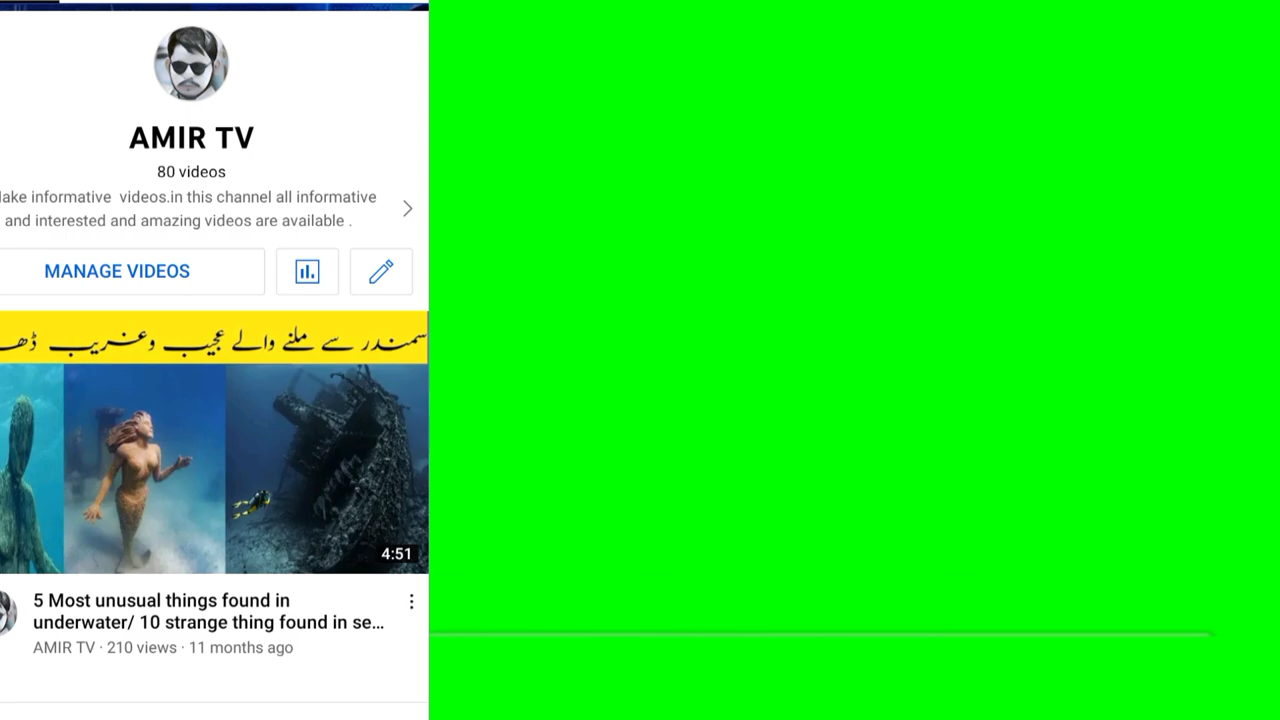 AMIR TV
80 videos
ake informative videos.in this channel all informative
and interested and amazing videos are available .
MANAGE VIDEOS
سمندر سے ملنے والے عجیب وغریب
4:51
5 Most unusual things found in
underwater/ 10 strange thing found in se...
AMIR TV · 210 views · 11 months ago